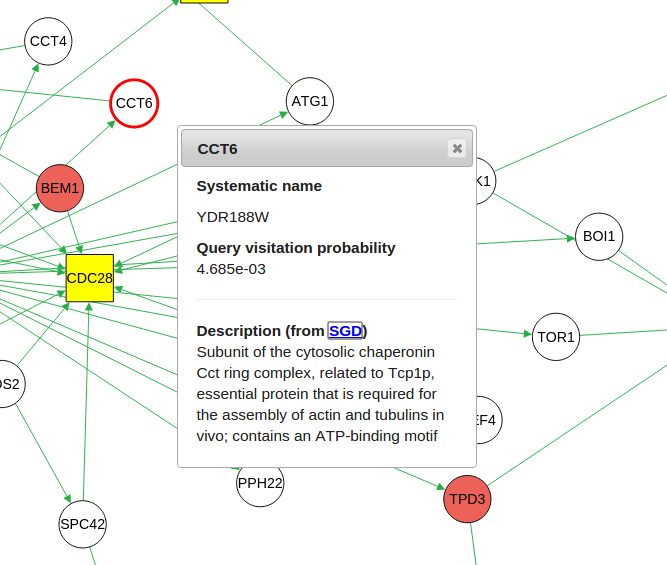 CCT4
CCT6
ATG1
CCT6
Systematic name
YDR188W
Query visitation probability
4.685e-03
Description (from SGD)
Subunit of the cytosolic chaperonin
Cct ring complex, related to Tcp1p,
essential protein that is required for
the assembly of actin and tubulins in
vivo; contains an ATP-binding motif
BEM1
K1
BOI1
CDC28
TOR1
OS2
EF4
PPH22
TPD3
SPC42